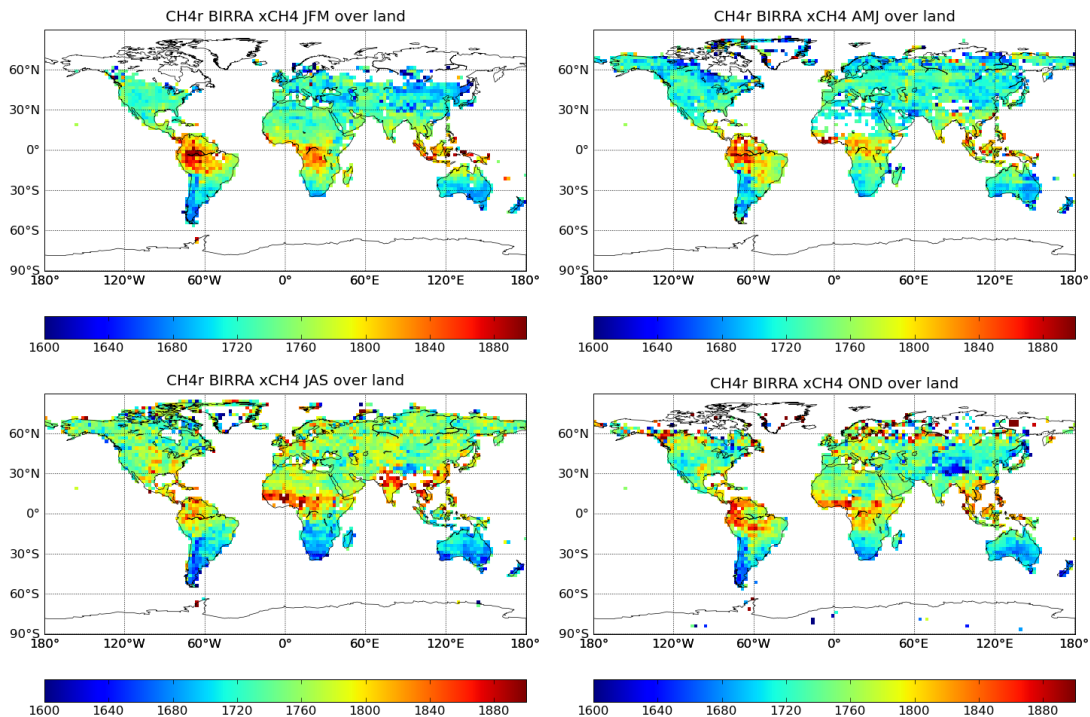 CH4r BIRRA xCH4 JFM over land
60°N
30°N
0°
30°S
60°S
90°S
180° 120°W 60°W 0° 60°E 120°E 180°
1600 1640 1680 1720 1760 1800 1840 1880
CH4r BIRRA xCH4 AMJ over land
60°N
30°N
0°
30°S
60°S
90°S
180° 120°W 60°W 0° 60°E 120°E 180°
1600 1640 1680 1720 1760 1800 1840 1880
CH4r BIRRA xCH4 JAS over land
60°N
30°N
0°
30°S
60°S
90°S
180° 120°W 60°W 0° 60°E 120°E 180°
1600 1640 1680 1720 1760 1800 1840 1880
CH4r BIRRA xCH4 OND over land
60°N
30°N
0°
30°S
60°S
90°S
180° 120°W 60°W 0° 60°E 120°E 180°
1600 1640 1680 1720 1760 1800 1840 1880